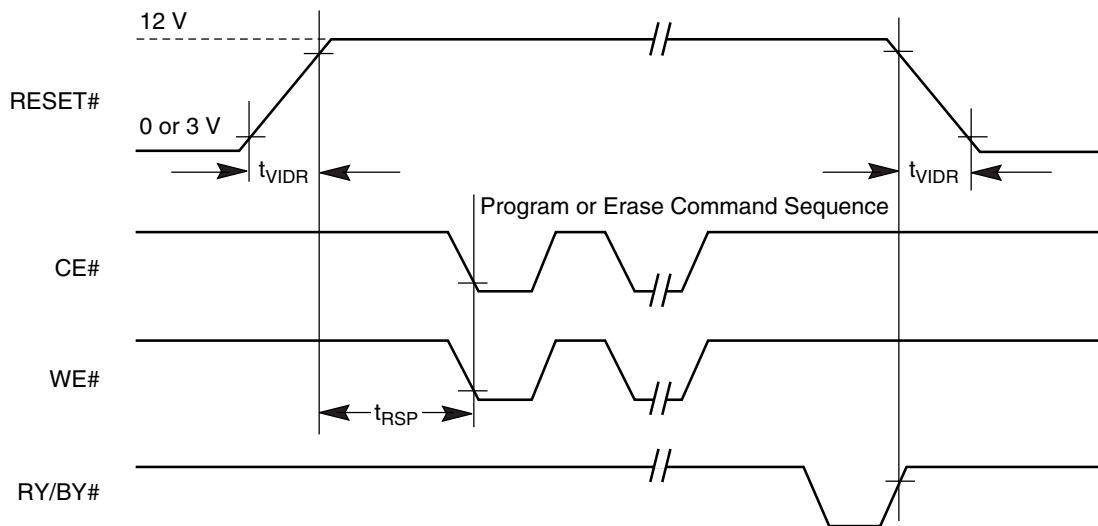 12 V
RESET#
0 or 3 V
tVIDR
tVIDR
Program or Erase Command Sequence
CE#
WE#
tRSP
RY/BY#